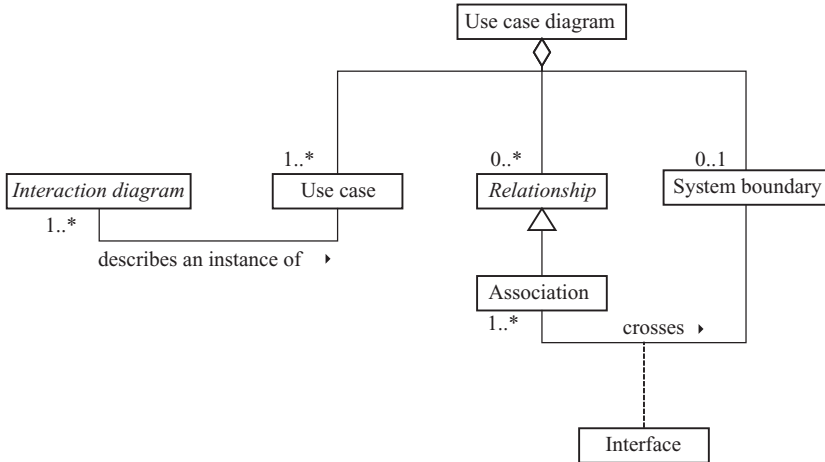 Use case diagram
1..*
0..*
0..1
Interaction diagram
Use case
Relationship
System boundary
1..*
describes an instance of
Association
1..*
crosses
Interface